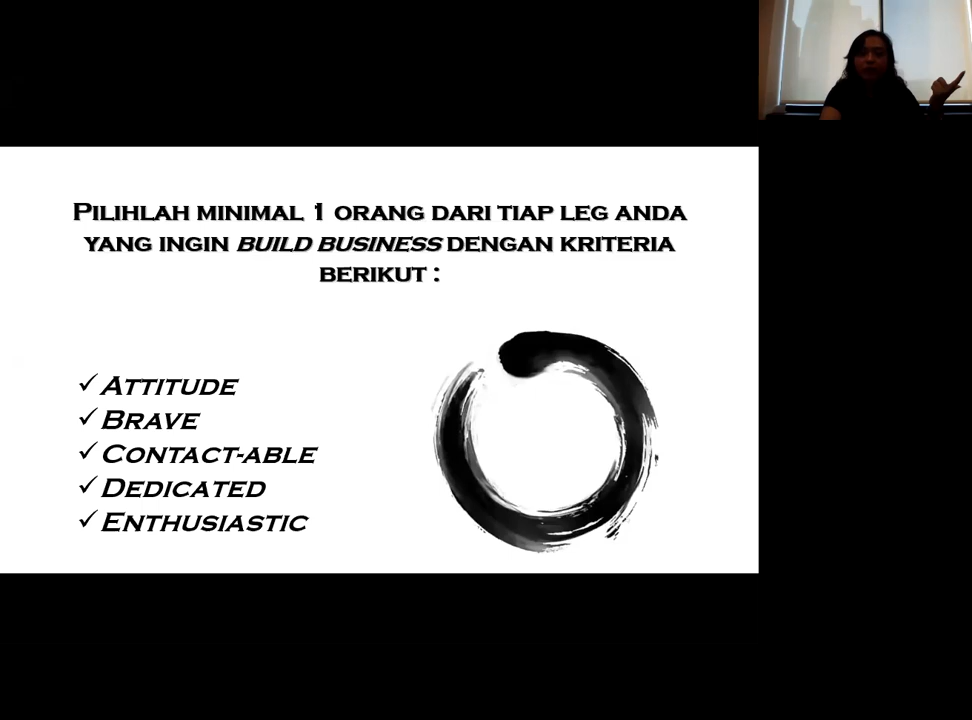 PILIHLAH MINIMAL 1 ORANG DARI TIAP LEG ANDA
YANG INGIN BUILD BUSINESS DENGAN KRITERIA
BERIKUT :
✓ ATTITUDE
✓ BRAVE
✓ CONTACT-ABLE
✓ DEDICATED
✓ ENTHUSIASTIC